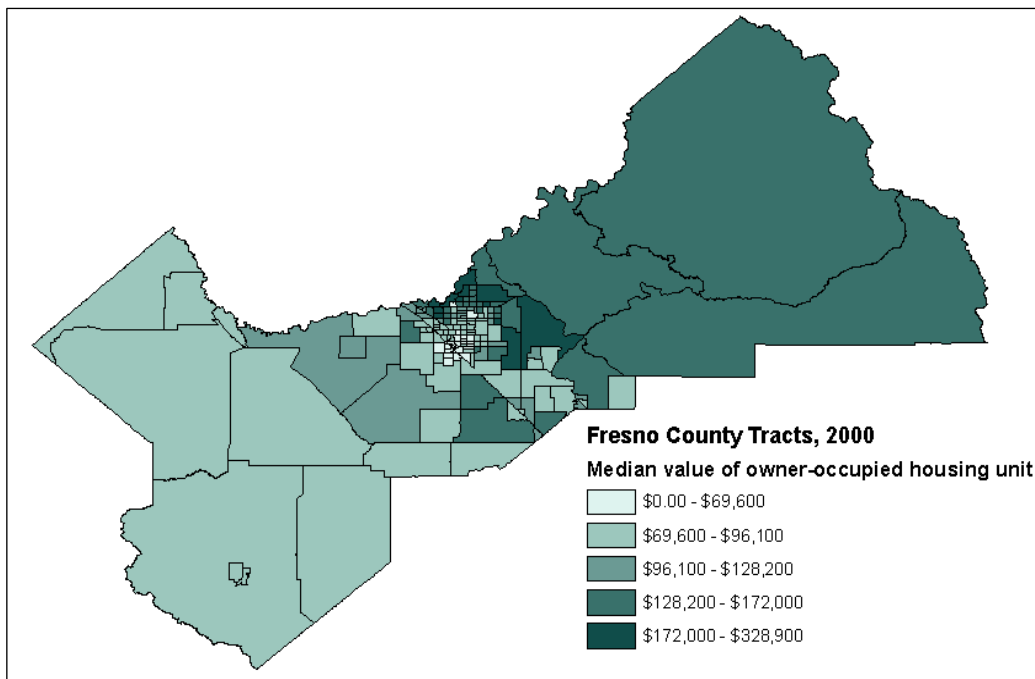 Fresno County Tracts, 2000
Median value of owner-occupied housing unit
$0.00 - $69,600
$69,600 - $96,100
$96,100 - $128,200
$128,200 - $172,000
$172,000 - $328,900